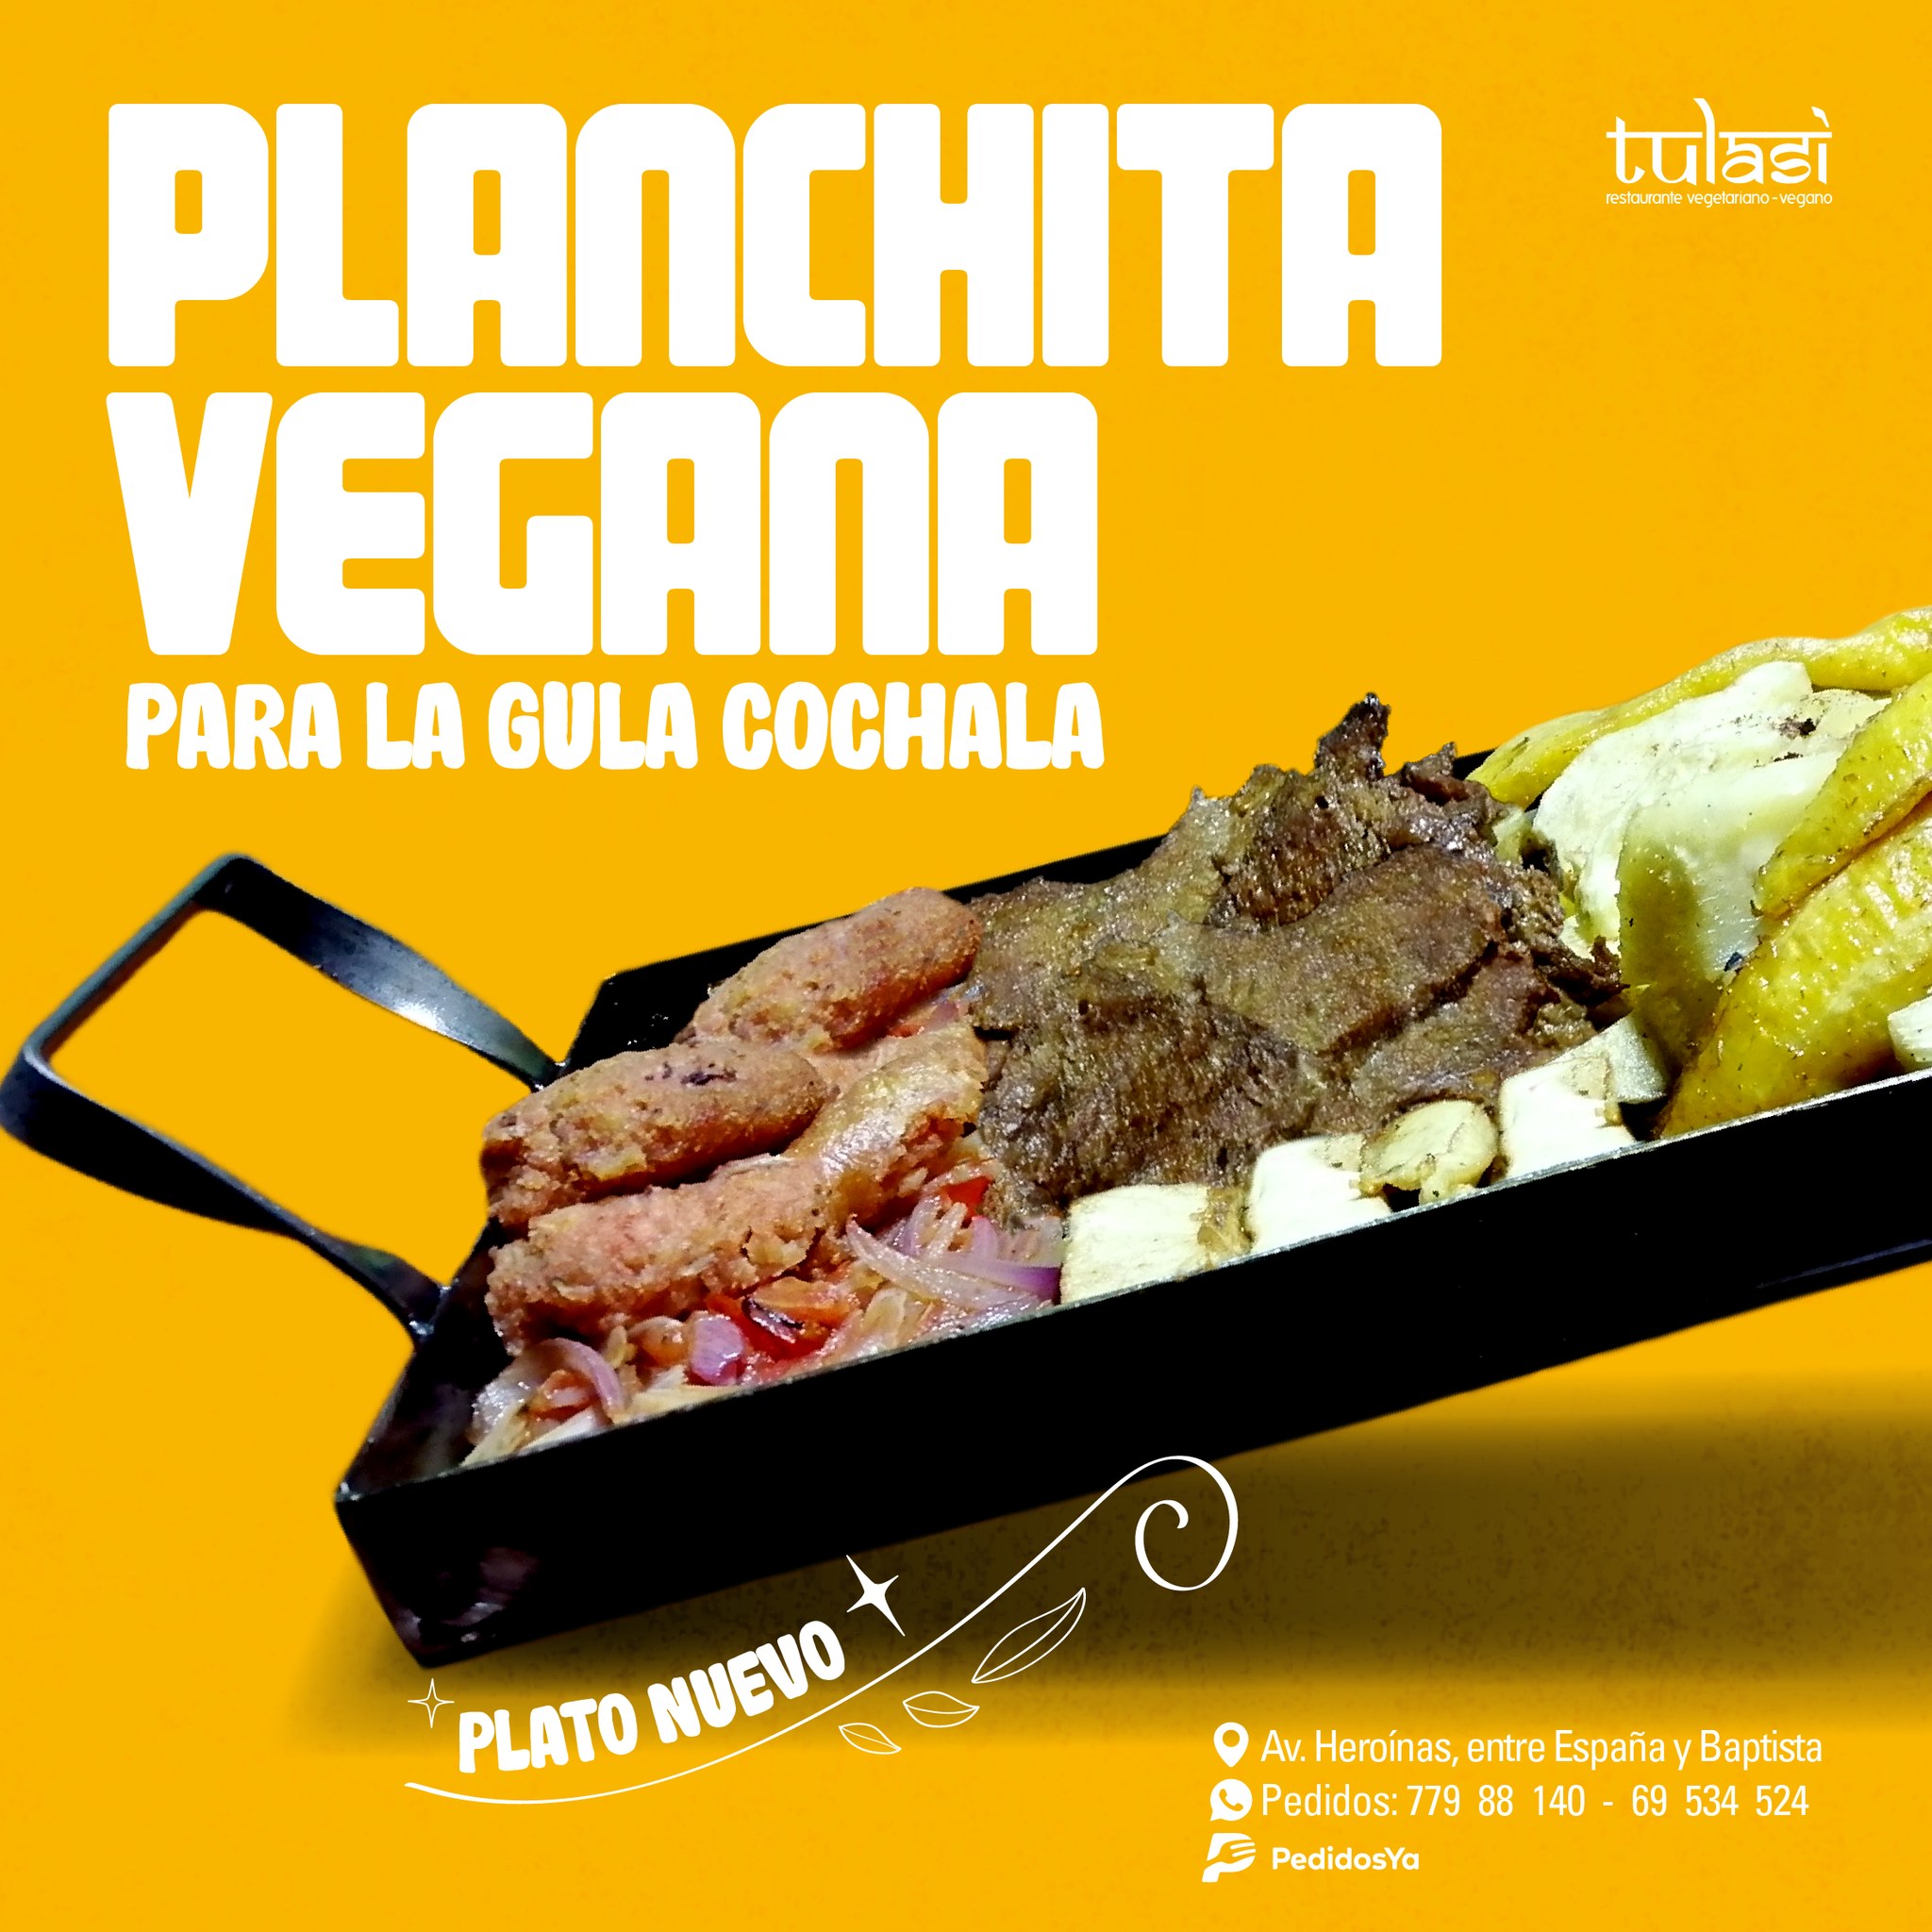 PLANCHITA
VEGANA
PARA LA GULA COCHALA
tulasì
restaurante vegetariano - vegano
PLATO NUEVO
Av. Heroínas, entre España y Baptista
Pedidos: 779 88 140 - 69 534 524
PedidosYa